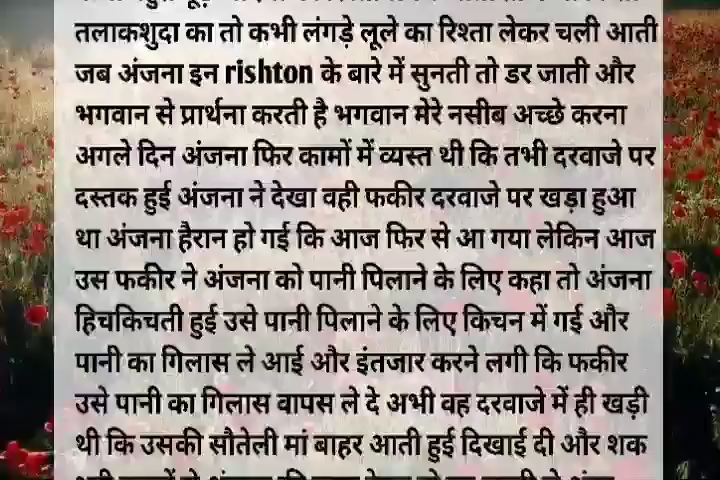 तलाकशुदा का तो कभी लंगड़े लूले का रिश्ता लेकर चली आती
जब अंजना इन rishton के बारे में सुनती तो डर जाती और
भगवान से प्रार्थना करती है भगवान मेरे नसीब अच्छे करना
अगले दिन अंजना फिर कामों में व्यस्त थी कि तभी दरवाजे पर
दस्तक हुई अंजना ने देखा वही फकीर दरवाजे पर खड़ा हुआ
था अंजना हैरान हो गई कि आज फिर से आ गया लेकिन आज
उस फकीर ने अंजना को पानी पिलाने के लिए कहा तो अंजना
हिचकिचती हुई उसे पानी पिलाने के लिए किचन में गई और
पानी का गिलास ले आई और इंतजार करने लगी कि फकीर
उसे पानी का गिलास वापस ले दे अभी वह दरवाजे में ही खड़ी
थी कि उसकी सौतेली मां बाहर आती हुई दिखाई दी और शक